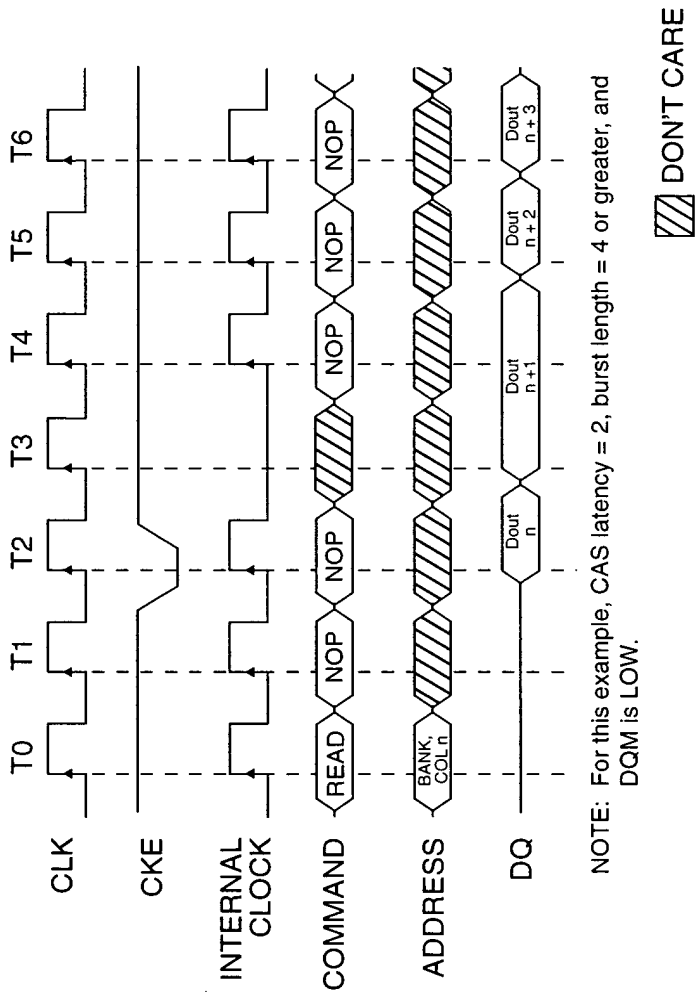 T0 T1 T2 T3 T4 T5 T6
CLK
CKE
INTERNAL
CLOCK
COMMAND READ NOP NOP NOP NOP NOP
ADDRESS BANK,
COL n
DQ Dout
n Dout
n + 1 Dout
n + 2 Dout
n + 3
NOTE: For this example, CAS latency = 2, burst length = 4 or greater, and
DQM is LOW.
DON'T CARE